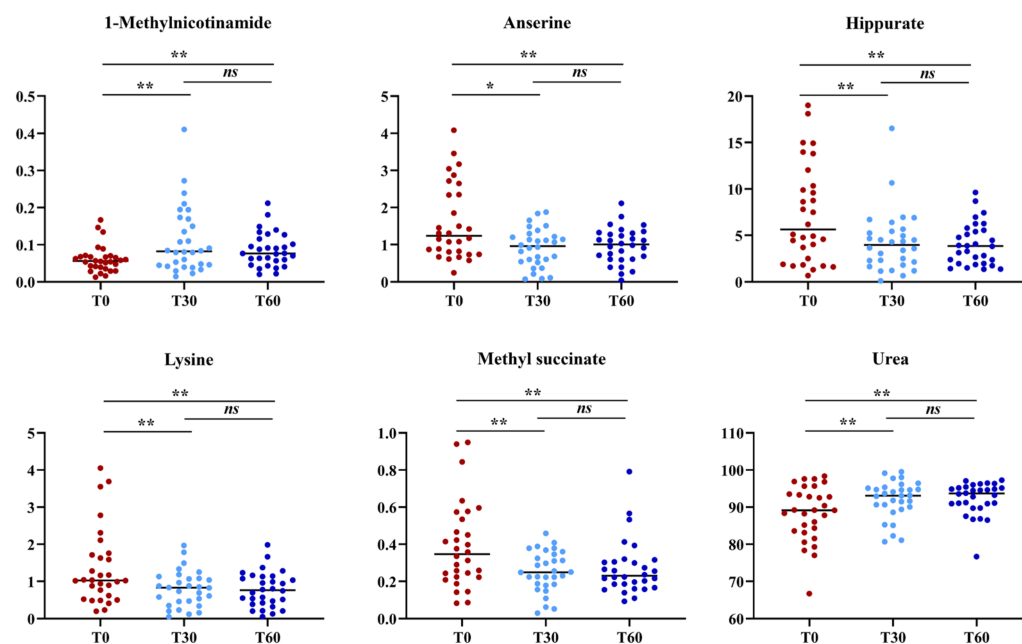 1-Methylnicotinamide
**
ns
**
0.5
0.4
0.3
0.2
0.1
0.0
T0 T30 T60
Anserine
**
ns
*
5
4
3
2
1
0
T0 T30 T60
Hippurate
**
ns
**
20
15
10
5
0
T0 T30 T60
Lysine
**
ns
**
5
4
3
2
1
0
T0 T30 T60
Methyl succinate
**
ns
**
1.0
0.8
0.6
0.4
0.2
0.0
T0 T30 T60
Urea
**
ns
**
110
100
90
80
70
60
T0 T30 T60